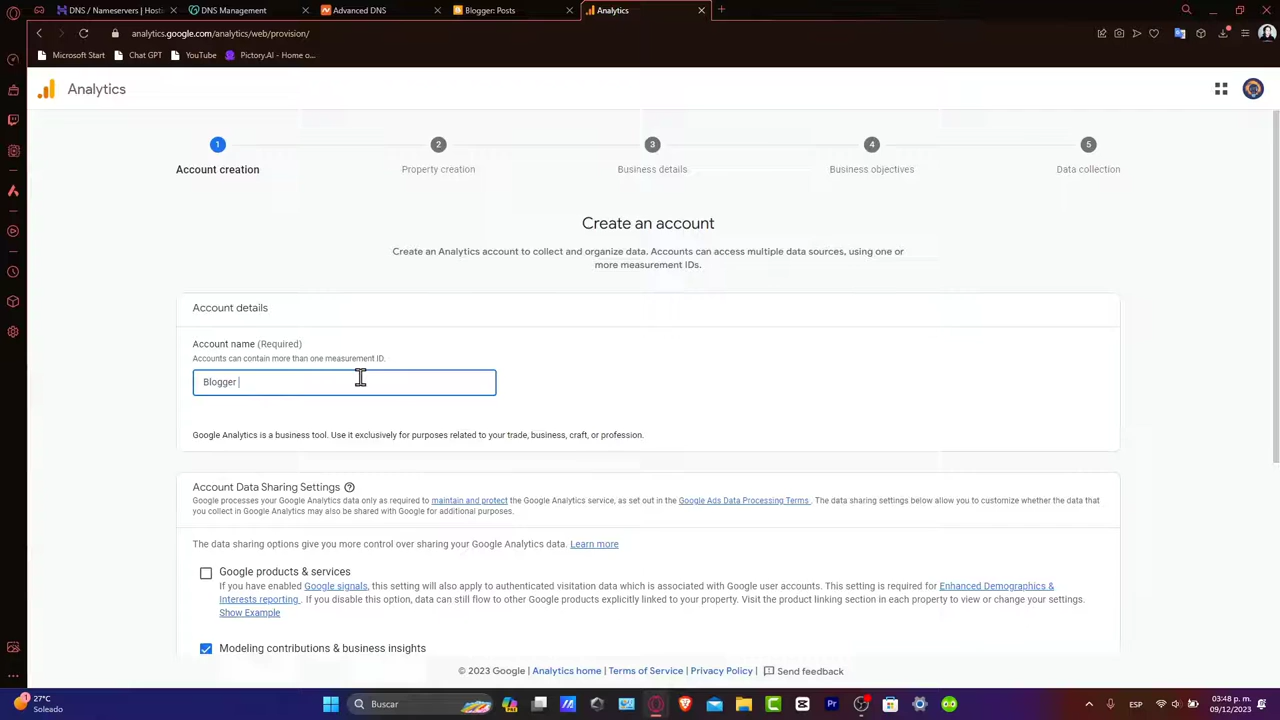 DNS / Nameservers | Host
DNS Management
Advanced DNS
Blogger: Posts
Analytics
analytics.google.com/analytics/web/provision/
Microsoft Start
Chat GPT
YouTube
Pictory.AI - Home o...
Analytics
1
2
3
4
5
Account creation
Property creation
Business details.
Business objectives
Data collection
Create an account
Create an Analytics account to collect and organize data. Accounts can access multiple data sources, using one or
more measurement IDs.
Account details
Account name (Required)
Accounts can contain more than one measurement ID.
Blogger
Google Analytics is a business tool. Use it exclusively for purposes related to your trade, business, craft, or profession.
Account Data Sharing Settings
Google processes your Google Analytics data only as required to maintain and protect the Google Analytics service, as set out in the Google Ads Data Processing Terms . The data sharing settings below allow you to customize whether the data that
you collect in Google Analytics may also be shared with Google for additional purposes.
The data sharing options give you more control over sharing your Google Analytics data. Learn more
Google products & services
If you have enabled Google signals, this setting will also apply to authenticated visitation data which is associated with Google user accounts. This setting is required for Enhanced Demographics &
Interests reporting . If you disable this option, data can still flow to other Google products explicitly linked to your property. Visit the product linking section in each property to view or change your settings.
Show Example
Modeling contributions & business insights
© 2023 Google | Analytics home | Terms of Service | Privacy Policy | Send feedback
1
27°C
Soleado
Buscar
ESP
03:48 p. m.
09/12/2023